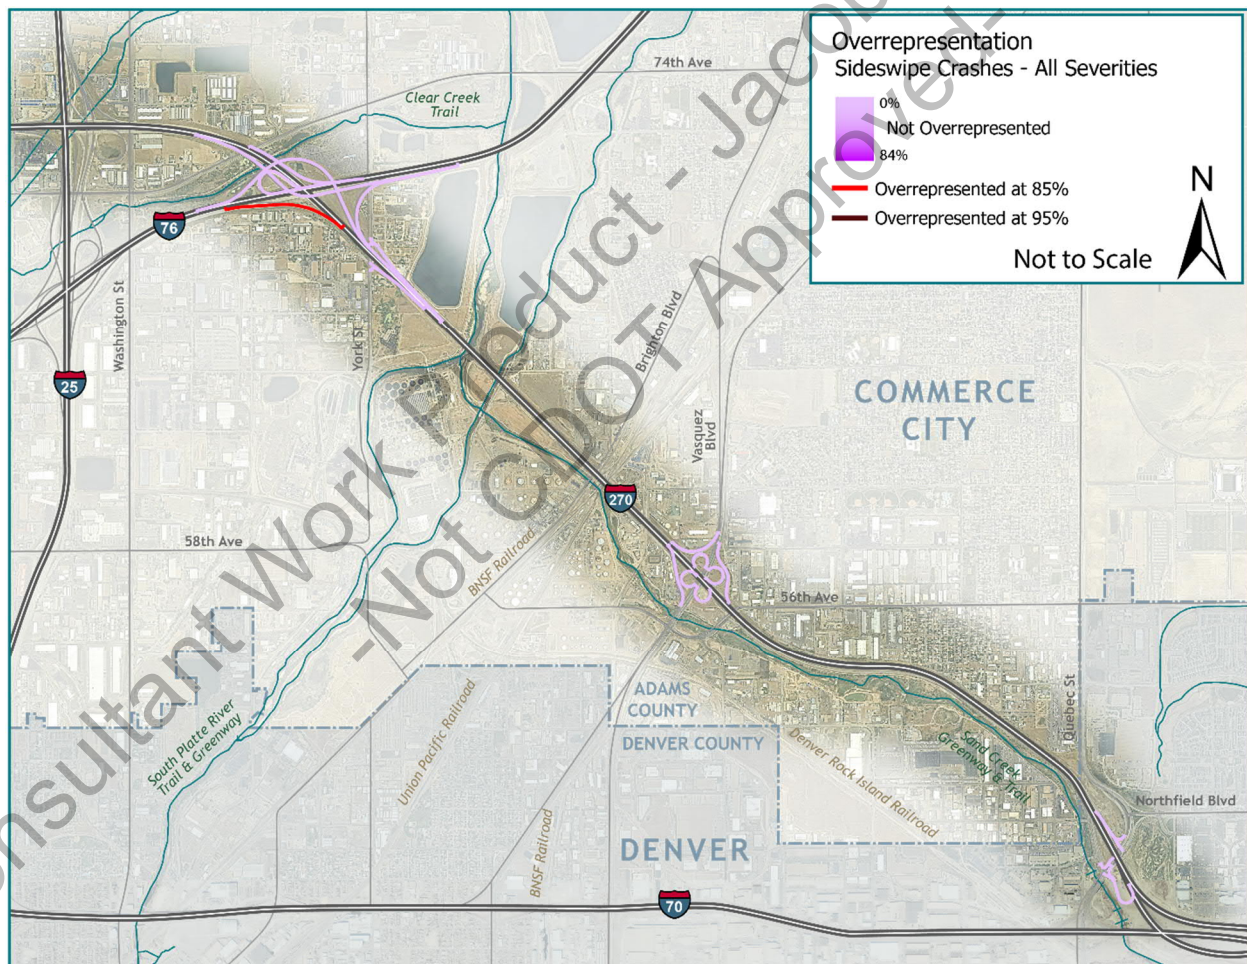 Overrepresentation
Sideswipe Crashes - All Severities
0%
Not Overrepresented
84%
Overrepresented at 85%
Overrepresented at 95%
Not to Scale
N
74th Ave
Clear Creek
Trail
76
Washington St
York St
25
Brighton Blvd
Vasquez
Blvd
COMMERCE
CITY
270
58th Ave
BNSF Railroad
56th Ave
ADAMS
COUNTY
DENVER COUNTY
Quebec St
South Platte River
Trail & Greenway
Union Pacific Railroad
Denver Rock Island Railroad
Sand Creek
Greenway & Trail
Northfield Blvd
BNSF Railroad
DENVER
70
onsultant Work Product - Jacob
-Not CDOT Approved-